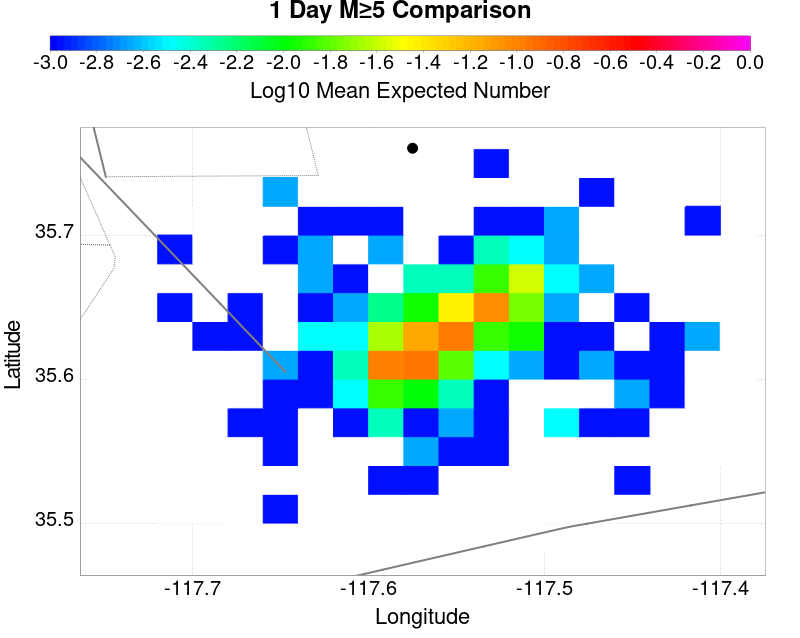 1 Day M≥5 Comparison
-3.0 -2.8 -2.6 -2.4 -2.2 -2.0 -1.8 -1.6 -1.4 -1.2 -1.0 -0.8 -0.6 -0.4 -0.2 0.0
Log10 Mean Expected Number
35.7
35.6
35.5
Latitude
-117.7 -117.6 -117.5 -117.4
Longitude